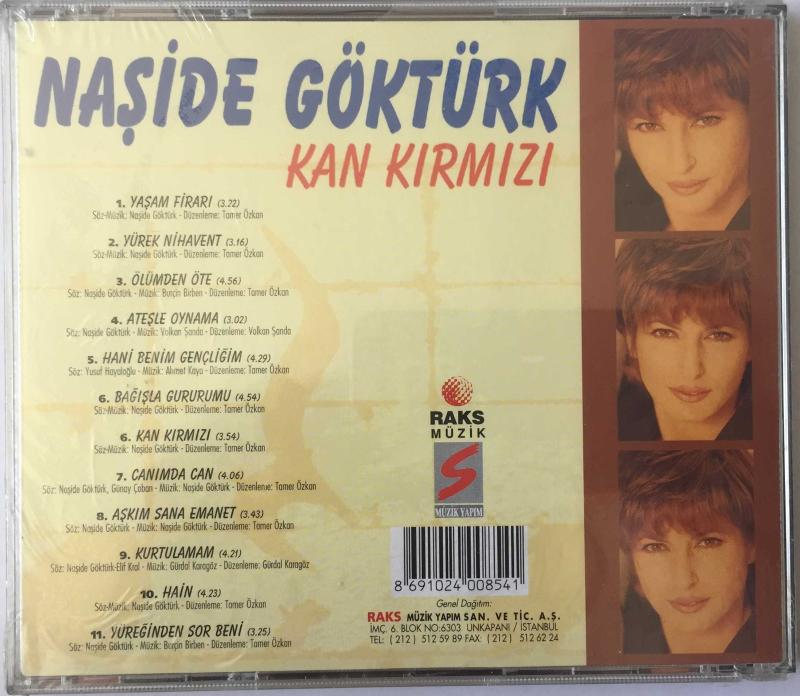 NAŞİDE GÖKTÜRK
KAN KIRMIZI
1. YAŞAM FİRARI (3.22)
Söz-Müzik: Naşide Göktürk - Düzenleme: Tamer Özkan
2. YÜREK NİHAVENT (3.16)
Söz-Müzik: Naşide Göktürk - Düzenleme: Tamer Özkan
3. ÖLÜMDEN ÖTE (4.56)
Söz: Naşide Göktürk - Müzik: Burçin Birben - Düzenleme: Tamer Özkan
4. ATEŞLE OYNAMA (3.02)
Söz: Naşide Göktürk - Müzik: Volkan Şanda - Düzenleme: Volkan Şanda
5. HANİ BENİM GENÇLİĞİM (4.29)
Söz: Yusuf Hayaloğlu - Müzik: Ahmet Kaya - Düzenleme: Tamer Özkan
6. BAĞIŞLA GURURUMU (4.54)
Söz-Müzik: Naşide Göktürk - Düzenleme: Tamer Özkan
6. KAN KIRMIZI (3.54)
Söz-Müzik: Naşide Göktürk - Düzenleme: Tamer Özkan
7. CANIMDA CAN (4.06)
Söz: Naşide Göktürk, Günay Çoban - Müzik: Naşide Göktürk - Düzenleme: Tamer Özkan
8. AŞKIM SANA EMANET (3.43)
Söz: Naşide Göktürk - Müzik: Naşide Göktürk - Düzenleme: Tamer Özkan
9. KURTULAMAM (4.21)
Söz: Naşide Göktürk-Elif Kral - Müzik: Gürdal Karagöz - Düzenleme: Gürdal Karagöz
10. HAİN (4.23)
Söz: Naşide Göktürk - Düzenleme: Tamer Özkan
11. YÜREĞİNDEN SOR BENİ (3.25)
Söz: Naşide Göktürk - Müzik: Burçin Birben - Düzenleme: Tamer Özkan
RAKS
MÜZİK
S
MÜZİK YAPIM
8 691024 008541
Genel Dağıtım:
RAKS MÜZİK YAPIM SAN. VE TİC. A.Ş.
İMÇ. 6. BLOK NO:6303 UNKAPANI / İSTANBUL
TEL: ( 212 ) 512 59 89 FAX: ( 212 ) 512 62 24